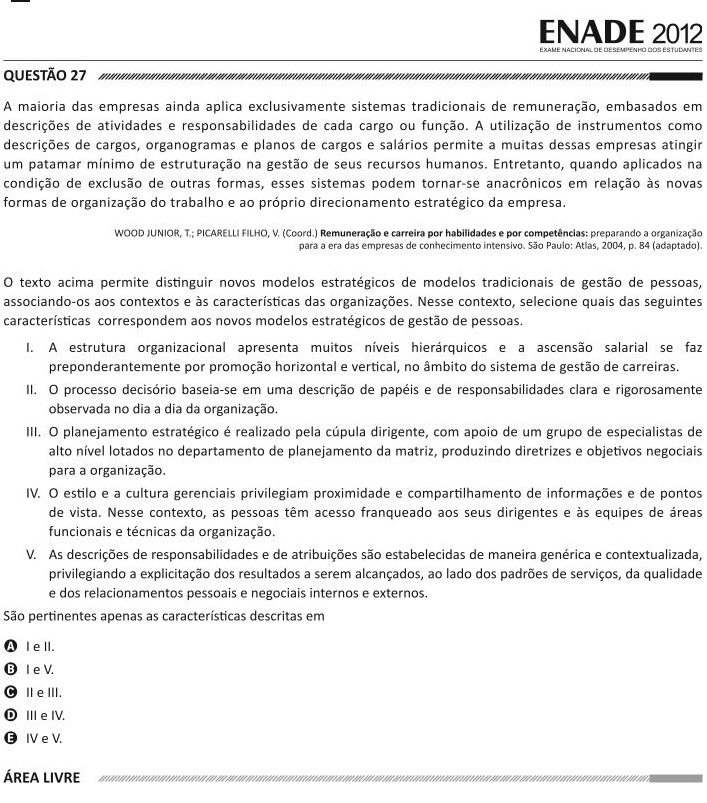 ENADE 2012
EXAME NACIONAL DE DESEMPENHO DOS ESTUDANTES
QUESTÃO 27
A maioria das empresas ainda aplica exclusivamente sistemas tradicionais de remuneração, embasados em
descrições de atividades e responsabilidades de cada cargo ou função. A utilização de instrumentos como
descrições de cargos, organogramas e planos de cargos e salários permite a muitas dessas empresas atingir
um patamar mínimo de estruturação na gestão de seus recursos humanos. Entretanto, quando aplicados na
condição de exclusão de outras formas, esses sistemas podem tornar-se anacrônicos em relação às novas
formas de organização do trabalho e ao próprio direcionamento estratégico da empresa.
WOOD JUNIOR, T.; PICARELLI FILHO, V. (Coord.) Remuneração e carreira por habilidades e por competências: preparando a organização
para a era das empresas de conhecimento intensivo. São Paulo: Atlas, 2004, p. 84 (adaptado).
O texto acima permite distinguir novos modelos estratégicos de modelos tradicionais de gestão de pessoas,
associando-os aos contextos e às características das organizações. Nesse contexto, selecione quais das seguintes
características correspondem aos novos modelos estratégicos de gestão de pessoas.
I. A estrutura organizacional apresenta muitos níveis hierárquicos e a ascensão salarial se faz
preponderantemente por promoção horizontal e vertical, no âmbito do sistema de gestão de carreiras.
II. O processo decisório baseia-se em uma descrição de papéis e de responsabilidades clara e rigorosamente
observada no dia a dia da organização.
III. O planejamento estratégico é realizado pela cúpula dirigente, com apoio de um grupo de especialistas de
alto nível lotados no departamento de planejamento da matriz, produzindo diretrizes e objetivos negociais
para a organização.
IV. O estilo e a cultura gerenciais privilegiam proximidade e compartilhamento de informações e de pontos
de vista. Nesse contexto, as pessoas têm acesso franqueado aos seus dirigentes e às equipes de áreas
funcionais e técnicas da organização.
V. As descrições de responsabilidades e de atribuições são estabelecidas de maneira genérica e contextualizada,
privilegiando a explicitação dos resultados a serem alcançados, ao lado dos padrões de serviços, da qualidade
e dos relacionamentos pessoais e negociais internos e externos.
São pertinentes apenas as características descritas em
A I e II.
B I e V.
C II e III.
D III e IV.
E IV e V.
ÁREA LIVRE